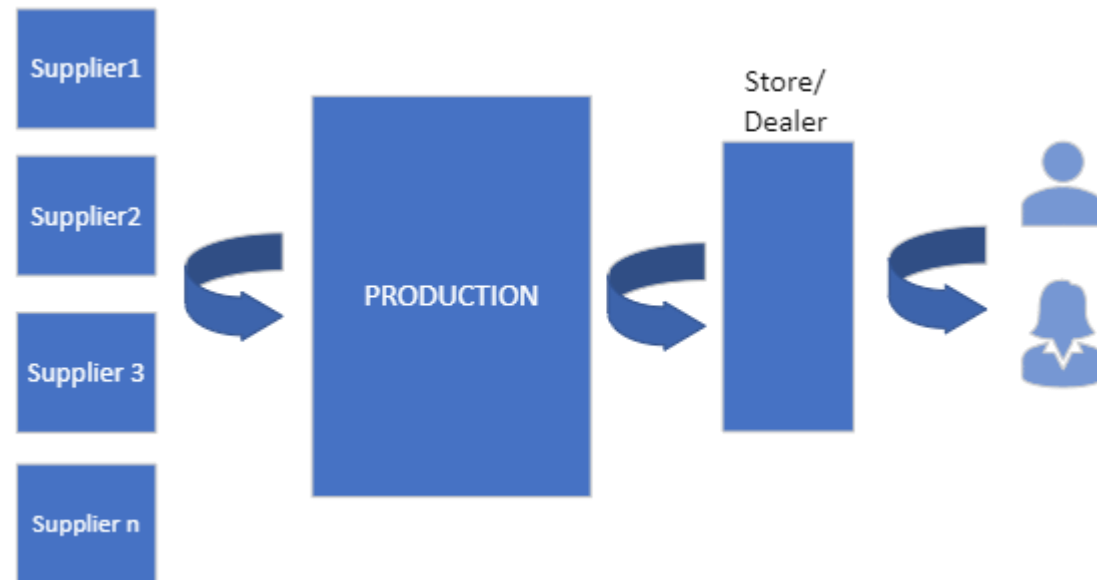 Supplier1
Supplier2
Supplier 3
Supplier n
PRODUCTION
Store/
Dealer